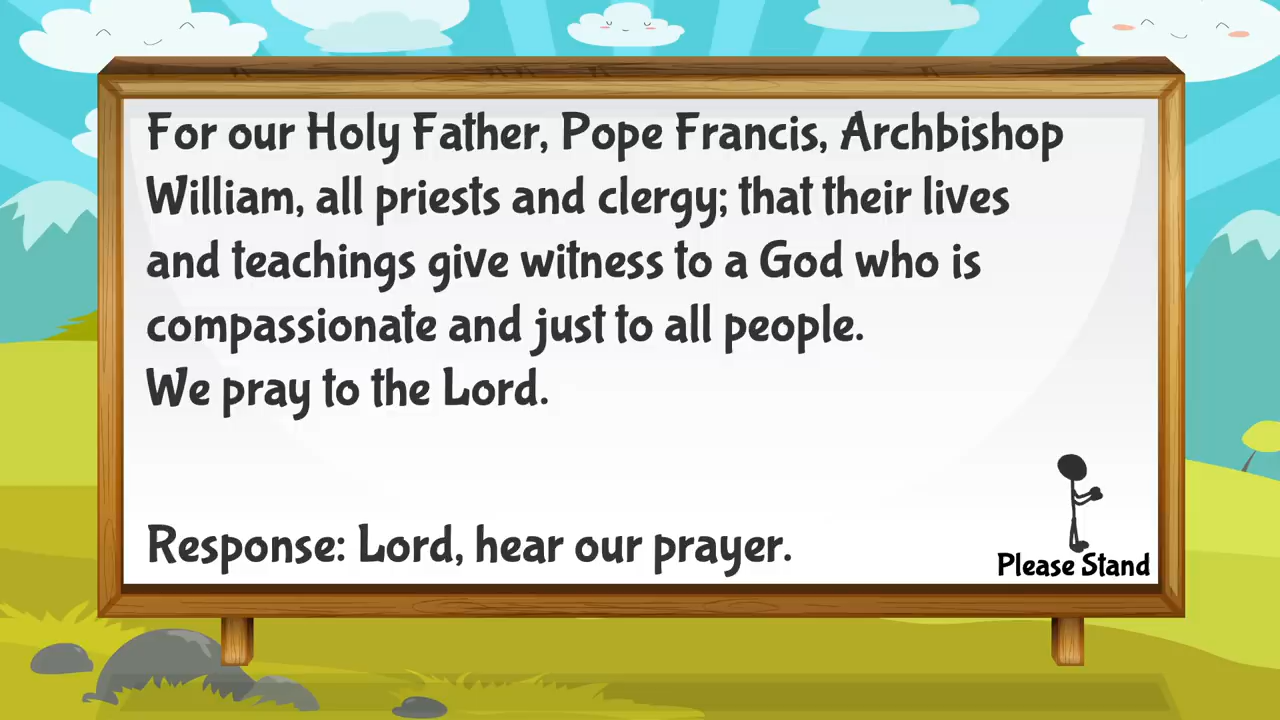 For our Holy Father, Pope Francis, Archbishop
William, all priests and clergy; that their lives
and teachings give witness to a God who is
compassionate and just to all people.
We pray to the Lord.
Response: Lord, hear our prayer.
Please Stand